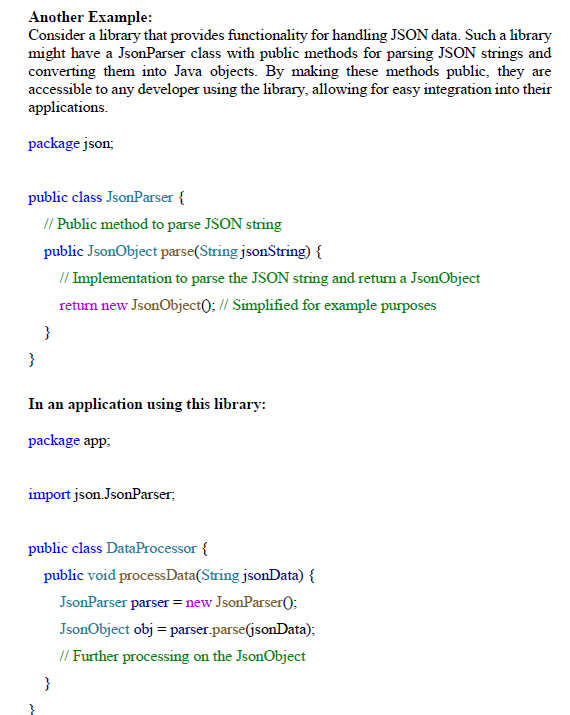 Another Example:
Consider a library that provides functionality for handling JSON data. Such a library
might have a JsonParser class with public methods for parsing JSON strings and
converting them into Java objects. By making these methods public, they are
accessible to any developer using the library, allowing for easy integration into their
applications.
package json;
public class JsonParser {
// Public method to parse JSON string
public JsonObject parse(String jsonString) {
// Implementation to parse the JSON string and return a JsonObject
return new JsonObject(); // Simplified for example purposes
}
}
In an application using this library:
package app;
import json.JsonParser;
public class DataProcessor {
public void processData(String jsonData) {
JsonParser parser = new JsonParser();
JsonObject obj = parser.parse(jsonData);
// Further processing on the JsonObject
}
}